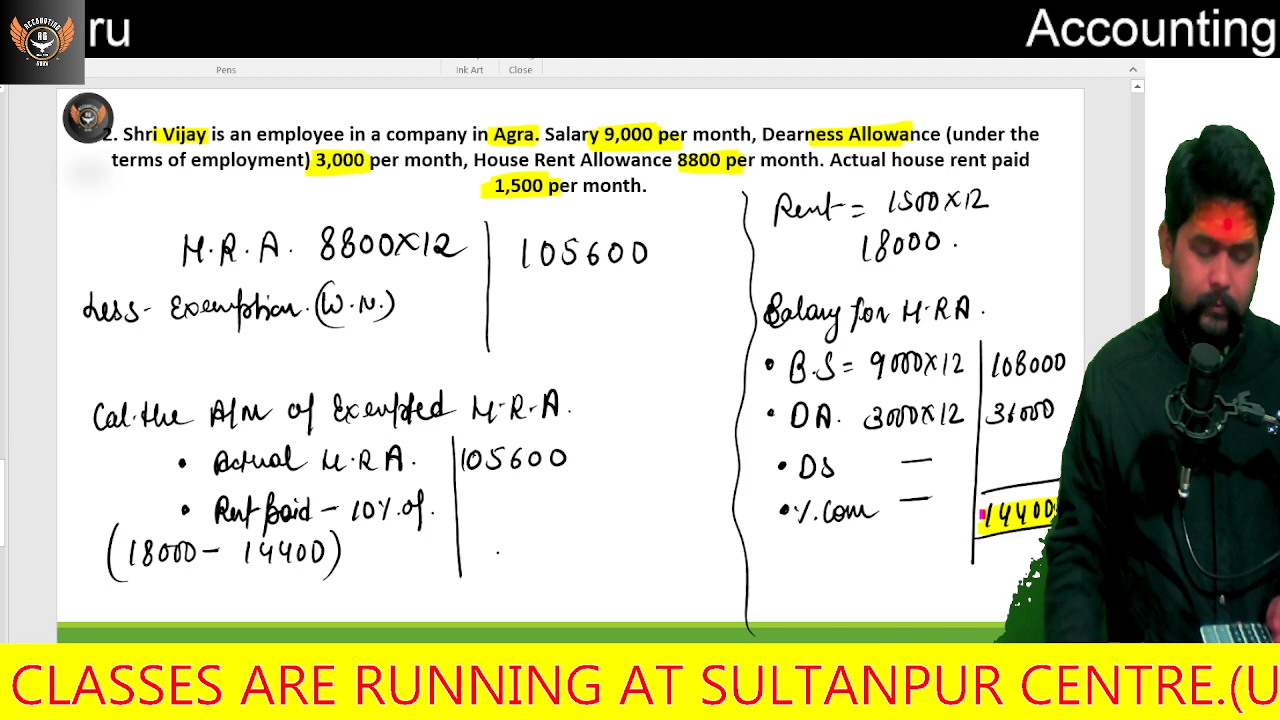 ru
Accounting
Pens
Ink Art
Close
2. Shri Vijay is an employee in a company in Agra. Salary 9,000 per month, Dearness Allowance (under the
terms of employment) 3,000 per month, House Rent Allowance 8800 per month. Actual house rent paid
1,500 per month.
H.R.A. 8800×12 105600
Less- Exemption. (W.N.)
Cal. the A/m of Exempted H.R.A.
• Actual H.R.A. 105600
• Rent paid - 10% of.
(18000 - 14400)
Rent = 1500×12
18000.
Salary for H.R.A.
• B.S = 9000×12 108000
• DA. 3000×12 36000
• DS —
• %.Com —
14400
CLASSES ARE RUNNING AT SULTANPUR CENTRE.(U